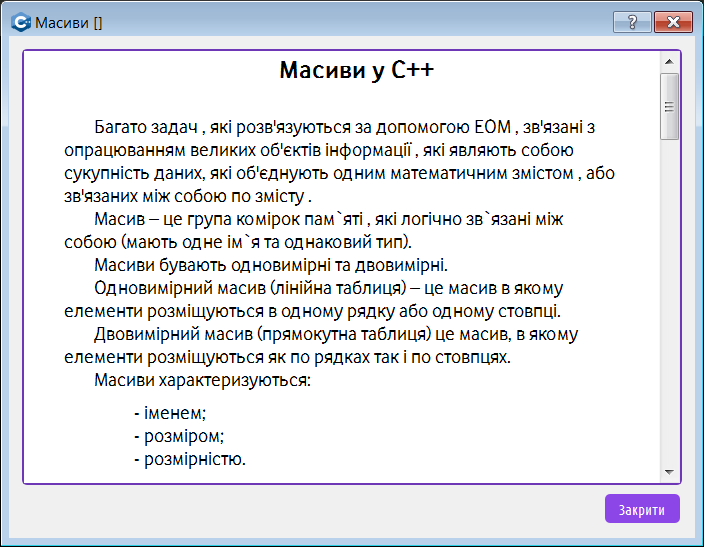 Масиви []
Масиви у C++
Багато задач , які розв'язуються за допомогою ЕОМ , зв'язані з
опрацюванням великих об'єктів інформації , які являють собою
сукупність даних, які об'єднують одним математичним змістом , або
зв'язаних між собою по змісту .
Масив – це група комірок пам`яті , які логічно зв`язані між
собою (мають одне ім`я та однаковий тип).
Масиви бувають одновимірні та двовимірні.
Одновимірний масив (лінійна таблиця) – це масив в якому
елементи розміщуються в одному рядку або одному стовпці.
Двовимірний масив (прямокутна таблиця) це масив, в якому
елементи розміщуються як по рядках так і по стовпцях.
Масиви характеризуються:
- іменем;
- розміром;
- розмірністю.
Закрити